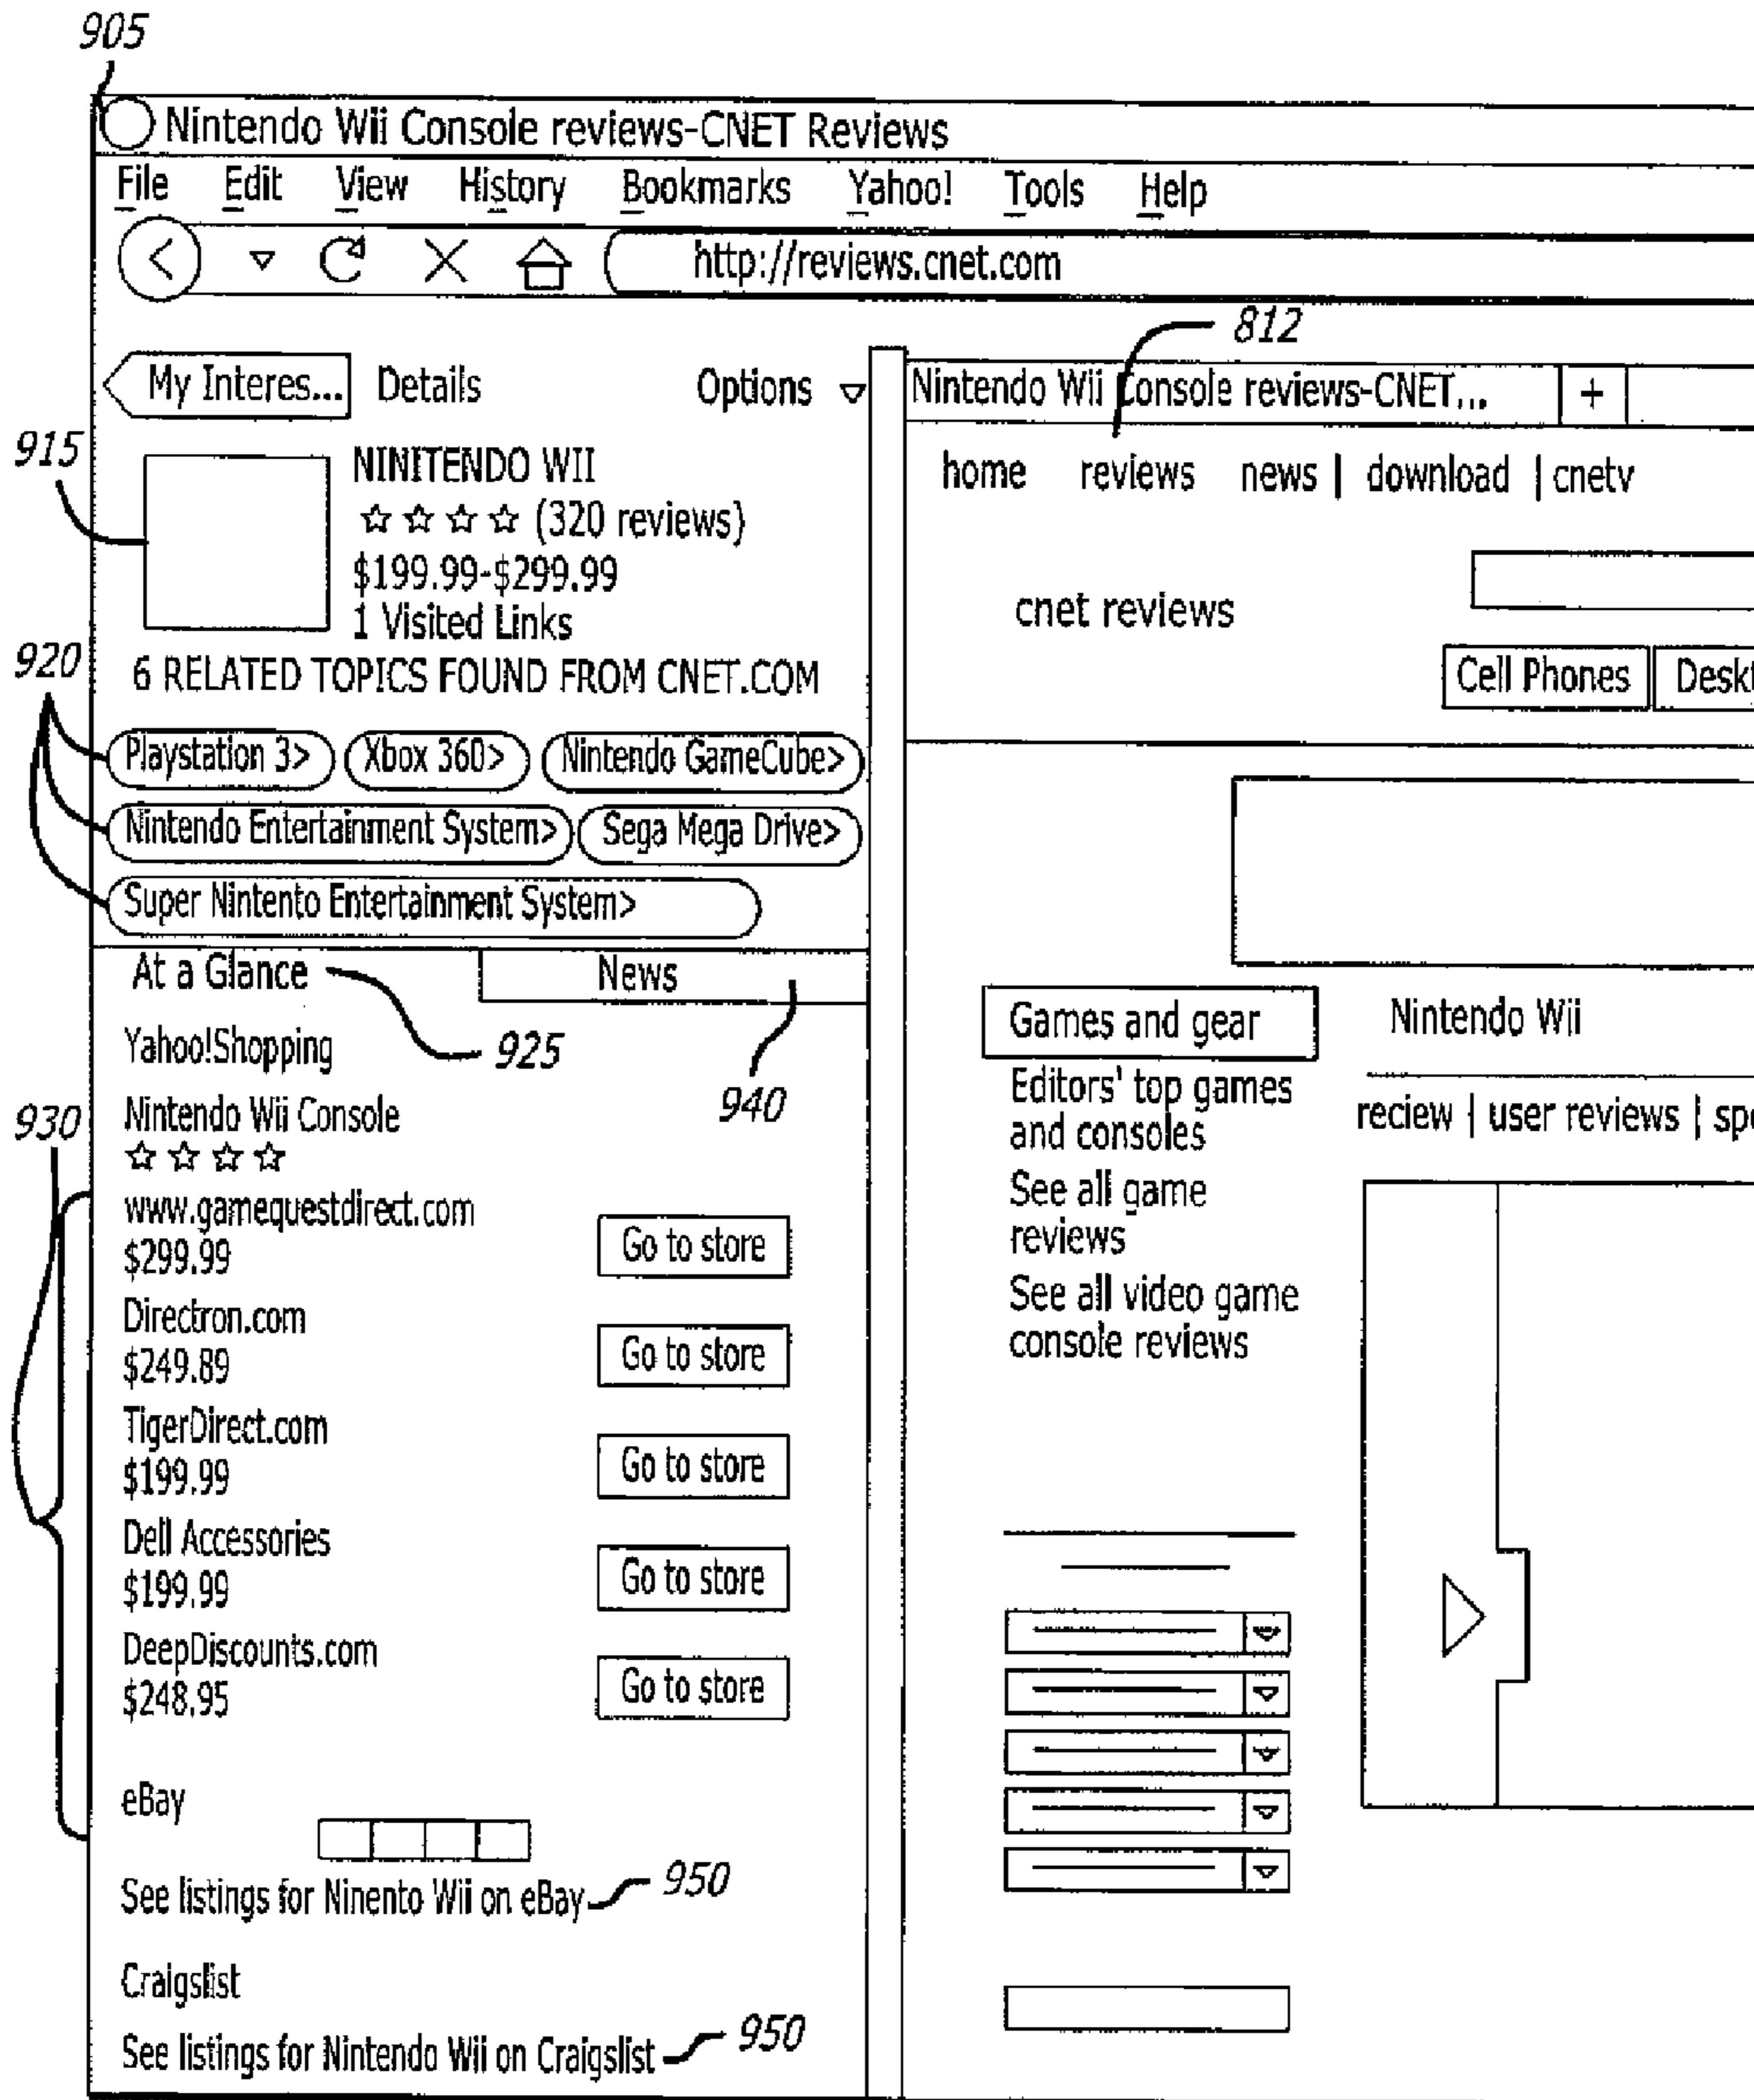 905
Nintendo Wii Console reviews-CNET Reviews
File Edit View History Bookmarks Yahoo! Tools Help
http://reviews.cnet.com
812
My Interes... Details Options
Nintendo Wii Console reviews-CNET... +
home reviews news | download | cnetv
915
NINITENDO WII
☆ ☆ ☆ ☆ (320 reviews)
$199.99-$299.99
1 Visited Links
cnet reviews
920
6 RELATED TOPICS FOUND FROM CNET.COM
Cell Phones
Playstation 3> Xbox 360> Nintendo GameCube>
Nintendo Entertainment System> Sega Mega Drive>
Super Nintento Entertainment System>
At a Glance News
925
940
Yahoo!Shopping
930
Nintendo Wii Console
☆ ☆ ☆ ☆
www.gamequestdirect.com
$299.99
Go to store
Directron.com
$249.89
Go to store
TigerDirect.com
$199.99
Go to store
Dell Accessories
$199.99
Go to store
DeepDiscounts.com
$248.95
Go to store
eBay
See listings for Ninento Wii on eBay 950
Craigslist
See listings for Nintendo Wii on Craigslist 950
Games and gear
Editors' top games
and consoles
See all game
reviews
See all video game
console reviews
Nintendo Wii
reciew | user reviews |